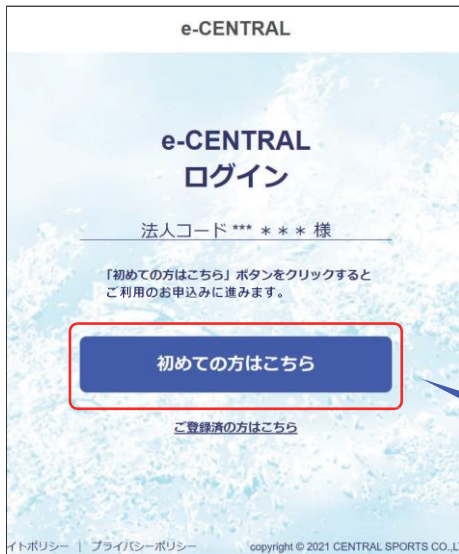 e-CENTRAL
e-CENTRAL
ログイン
法人コード *** ＊＊＊ 様
「初めての方はこちら」ボタンをクリックすると
ご利用のお申込みに進みます。
初めての方はこちら
ご登録済の方はこちら
イトポリシー | プライバシーポリシー copyright © 2021 CENTRAL SPORTS CO.,L